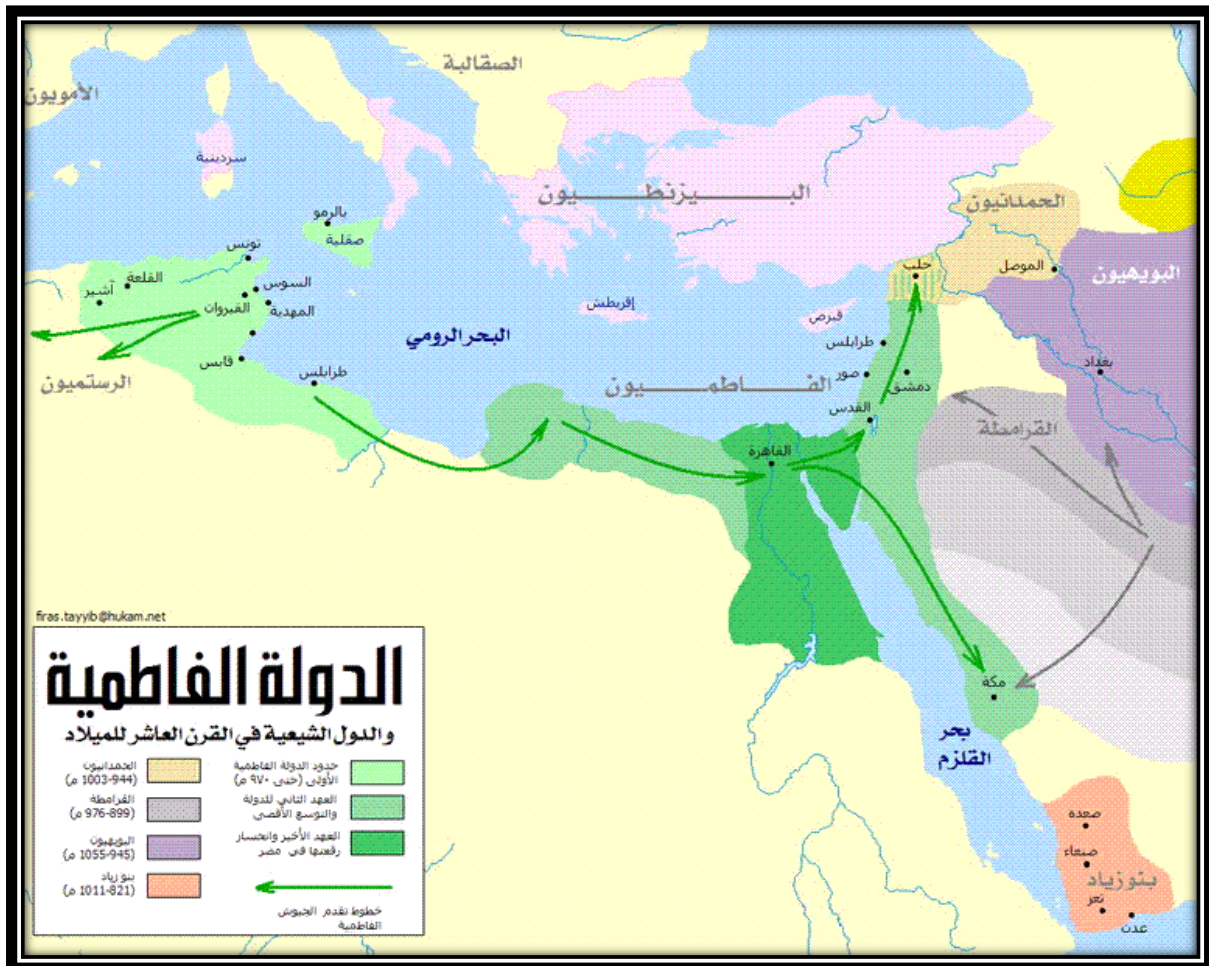 الصقالبة
الأمويون
سردينية
البـــيزنطـــيون
الحمدانيون
بالرمو
صقلية
تونس
حلب
الموصل
البويهيون
القلعة
أشير
السوس
القيروان
المهدية
إقريطش
قبرص
البحر الرومي
طرابلس
قابس
طرابلس
الرستميون
الفـــاطمـــيون
صور
دمشق
بغداد
القدس
القرامطة
القاهرة
firas.tayyib@hukam.net
الدولة الفاطمية
والدول الشيعية في القرن العاشر للميلاد
حدود الدولة الفاطمية
الأولى (حتى ٩٧٠ م)
العهد الثاني للدولة
والتوسع الأقصى
العهد الأخير وانحسار
رقعتها في مصر
خطوط تقدم الجيوش
الفاطمية
الحمدانيون
(944-1003 م)
القرامطة
(899-976 م)
البويهيون
(945-1055 م)
بنو زياد
(821-1011 م)
مكة
بحر
القلزم
صعدة
صنعاء
بنو زياد
تعز
عدن